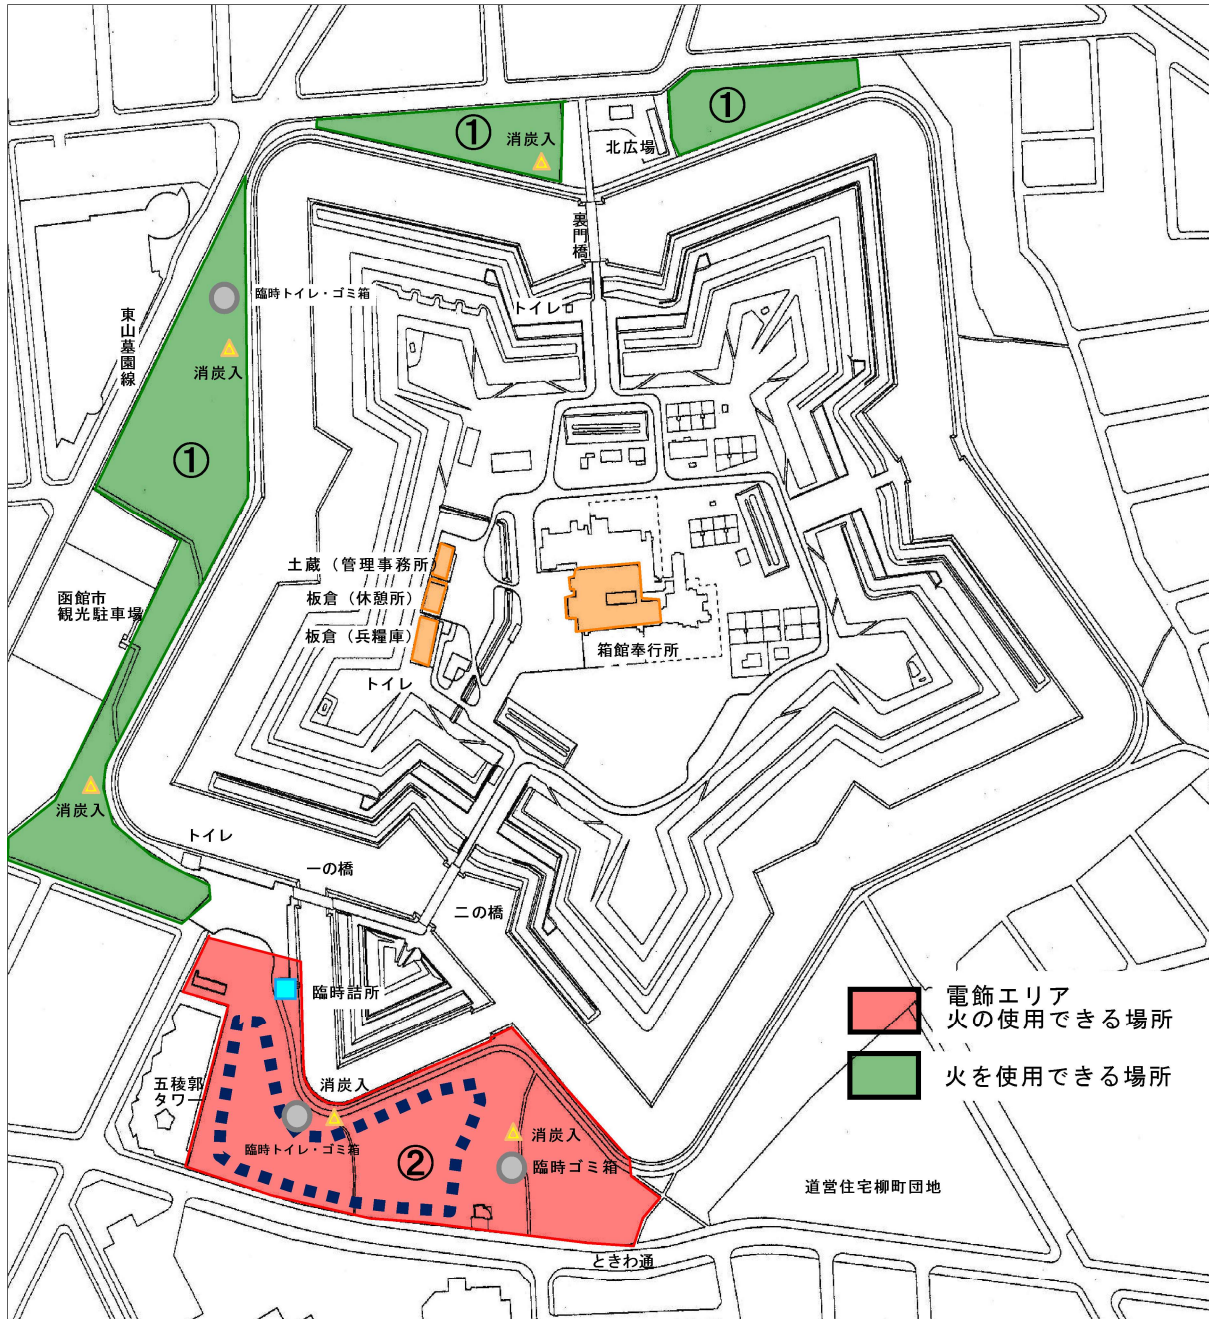 ①
①
消炭入
北広場
裏門橋
臨時トイレ・ゴミ箱
トイレ
東山墓園線
消炭入
①
土蔵（管理事務所）
板倉（休憩所）
函館市
観光駐車場
板倉（兵糧庫）
箱館奉行所
トイレ
消炭入
トイレ
一の橋
二の橋
臨時詰所
電飾エリア
火の使用できる場所
火を使用できる場所
五稜郭
タワー
消炭入
消炭入
臨時トイレ・ゴミ箱
②
臨時ゴミ箱
道営住宅柳町団地
ときわ通